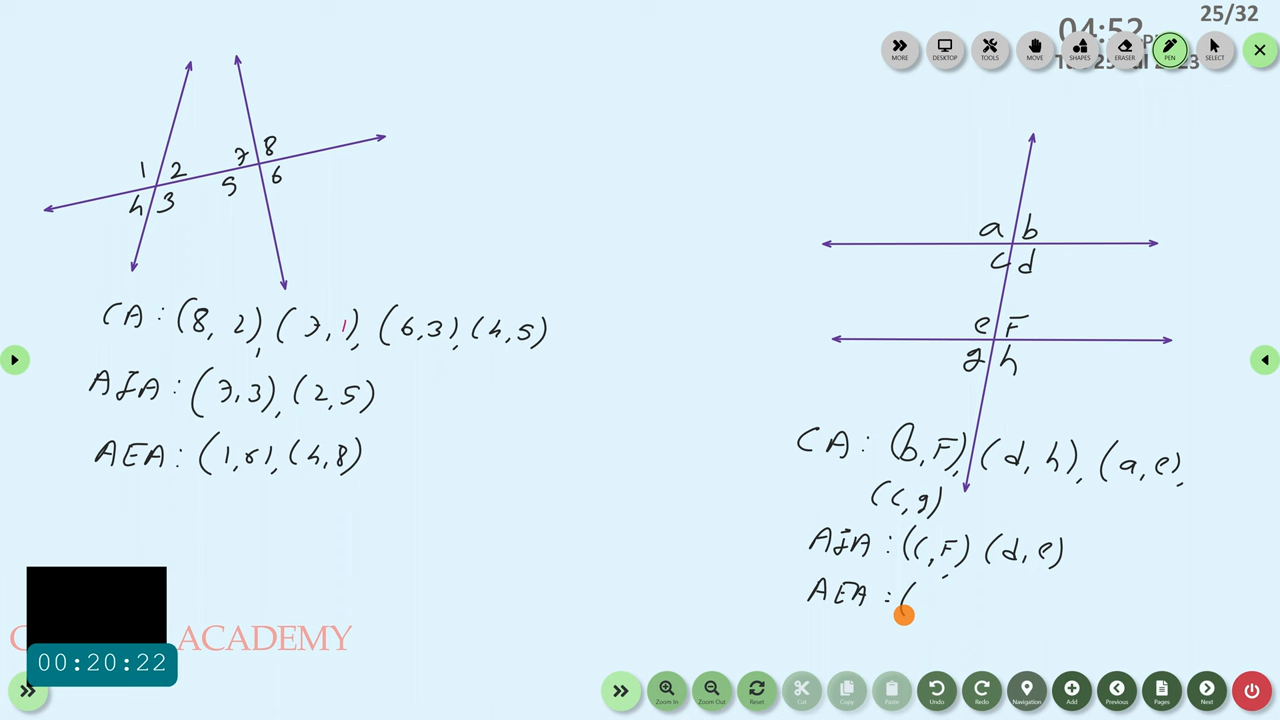 25/32
04:52
MORE DESKTOP TOOLS MOVE SHAPES ERASER PEN SELECT
1 2 7 8
4 3 5 6
CA : (8, 2), (7, 1), (6,3), (4,5)
AIA : (7,3), (2,5)
AEA : (1,6), (4,8)
a b
c d
e F
g h
CA : (b, F), (d, h), (a, e),
(c, g)
AIA : (c, F), (d, e)
AEA : (
ACADEMY
00:20:22
Zoom In Zoom Out Reset Cut Copy Paste Undo Redo Navigation Add Previous Pages Next